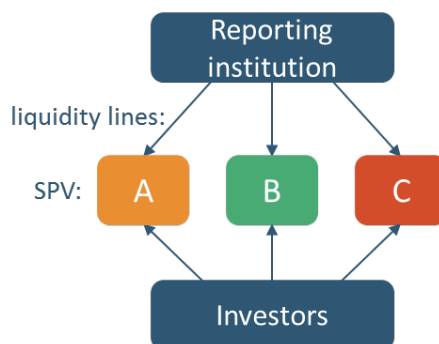 Reporting
institution
liquidity lines:
SPV:
A
B
C
Investors